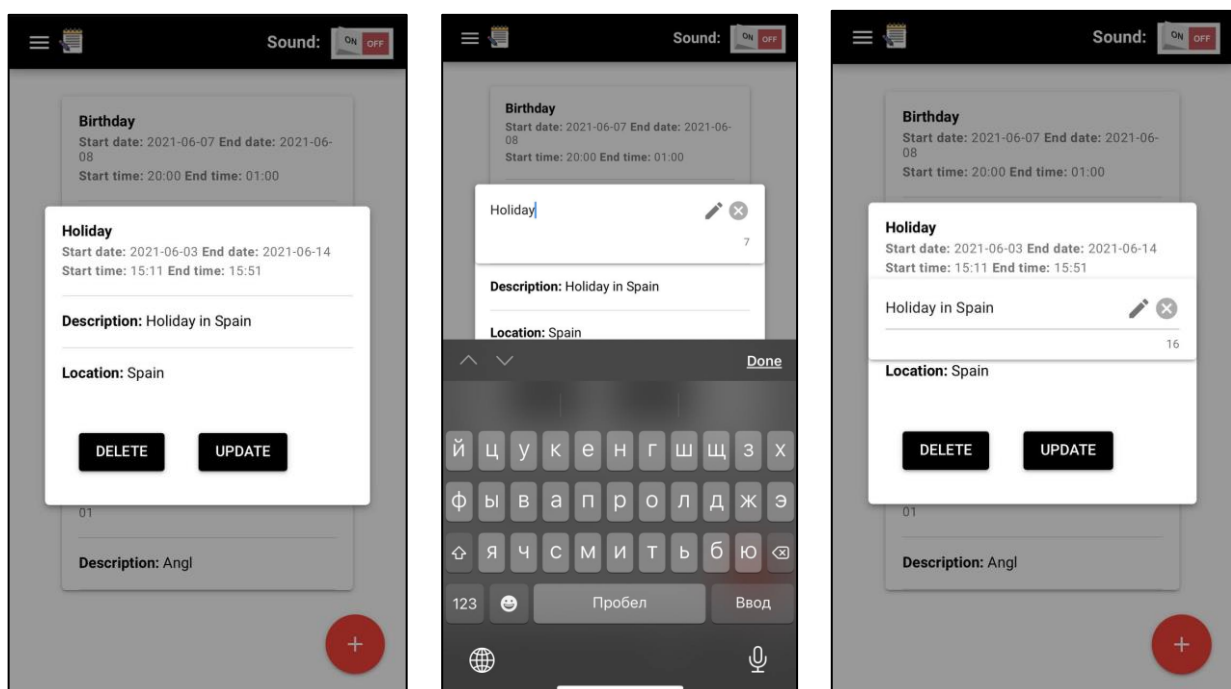 Sound: ON OFF
Birthday
Start date: 2021-06-07 End date: 2021-06-
08
Start time: 20:00 End time: 01:00
Holiday
Start date: 2021-06-03 End date: 2021-06-14
Start time: 15:11 End time: 15:51
Description: Holiday in Spain
Location: Spain
DELETE UPDATE
01
Description: Angl
+
Sound: ON OFF
Birthday
Start date: 2021-06-07 End date: 2021-06-
08
Start time: 20:00 End time: 01:00
Holiday
7
Description: Holiday in Spain
Location: Spain
Done
й ц у к е н г ш щ з х
ф ы в а п р о л д ж э
я ч с м и т ь б ю
123 Пробел Ввод
Sound: ON OFF
Birthday
Start date: 2021-06-07 End date: 2021-06-
08
Start time: 20:00 End time: 01:00
Holiday
Start date: 2021-06-03 End date: 2021-06-14
Start time: 15:11 End time: 15:51
Holiday in Spain
16
Location: Spain
DELETE UPDATE
01
Description: Angl
+